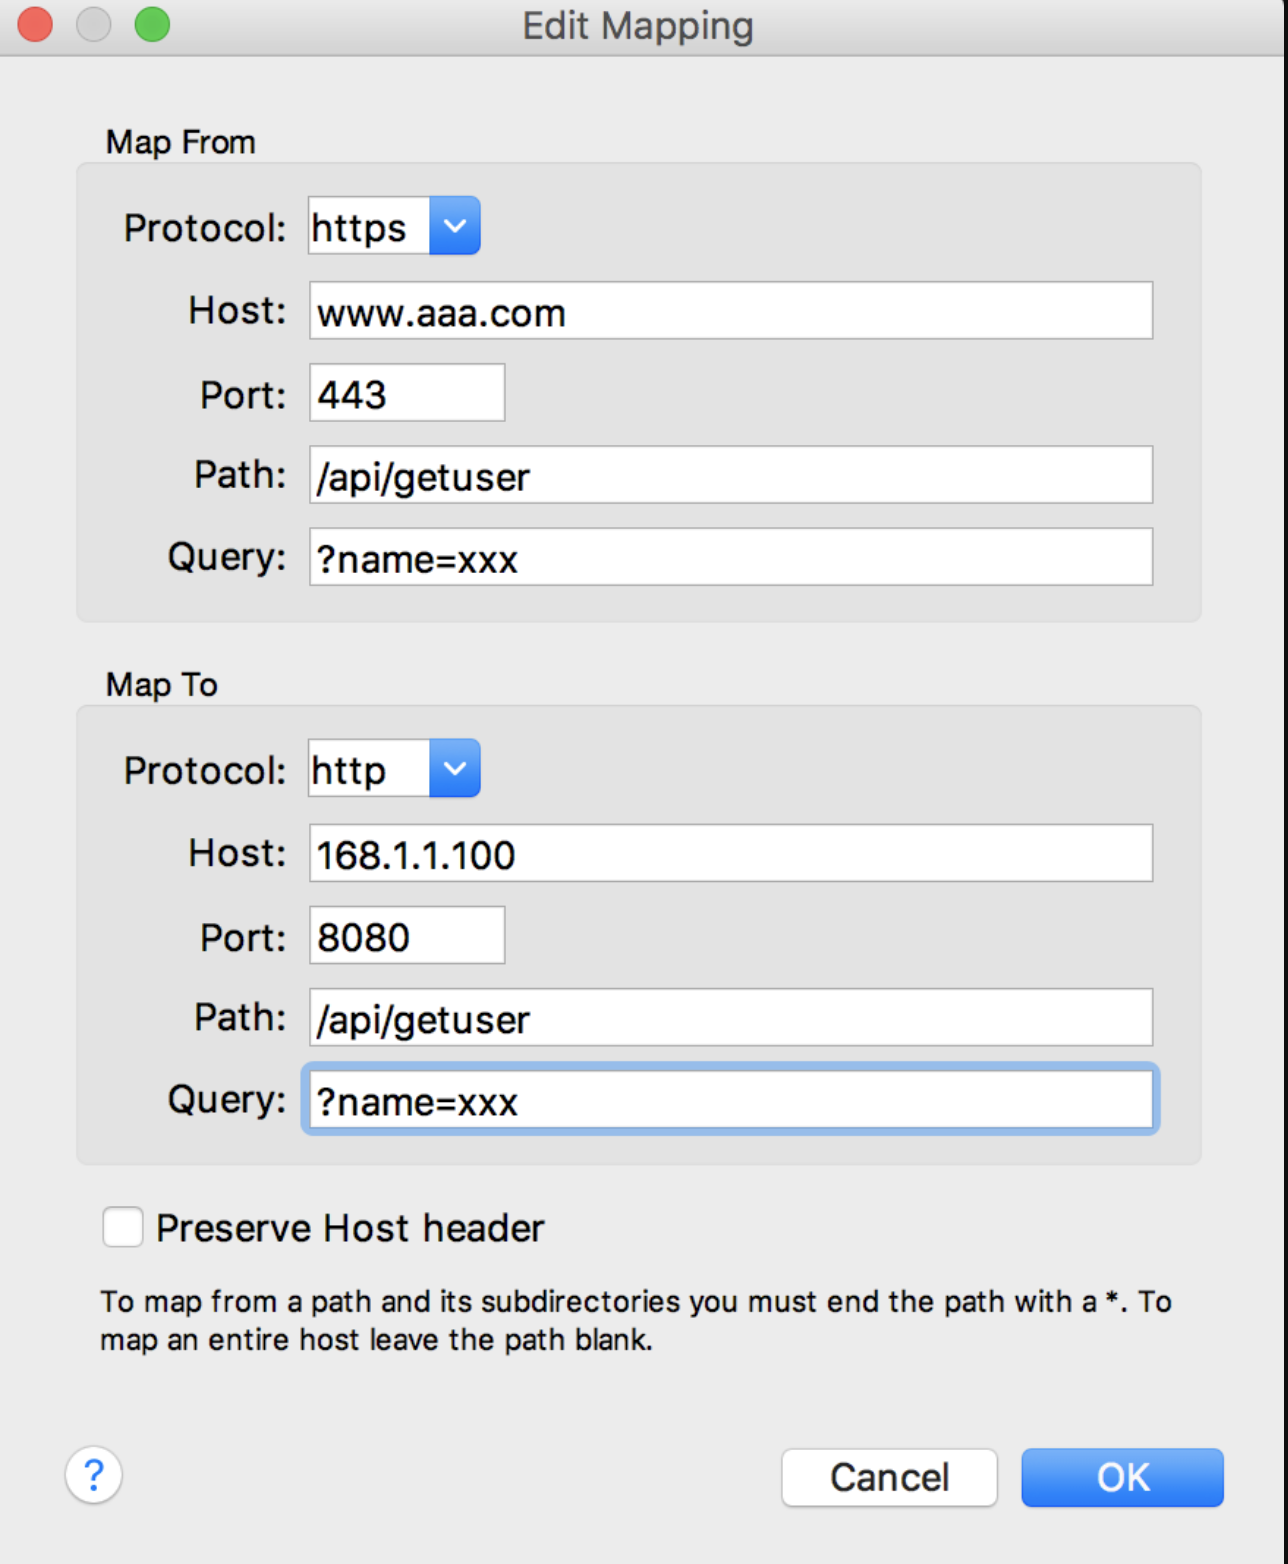 Edit Mapping
Map From
Protocol: https
Host: www.aaa.com
Port: 443
Path: /api/getuser
Query: ?name=xxx
Map To
Protocol: http
Host: 168.1.1.100
Port: 8080
Path: /api/getuser
Query: ?name=xxx
Preserve Host header
To map from a path and its subdirectories you must end the path with a *. To
map an entire host leave the path blank.
? Cancel OK